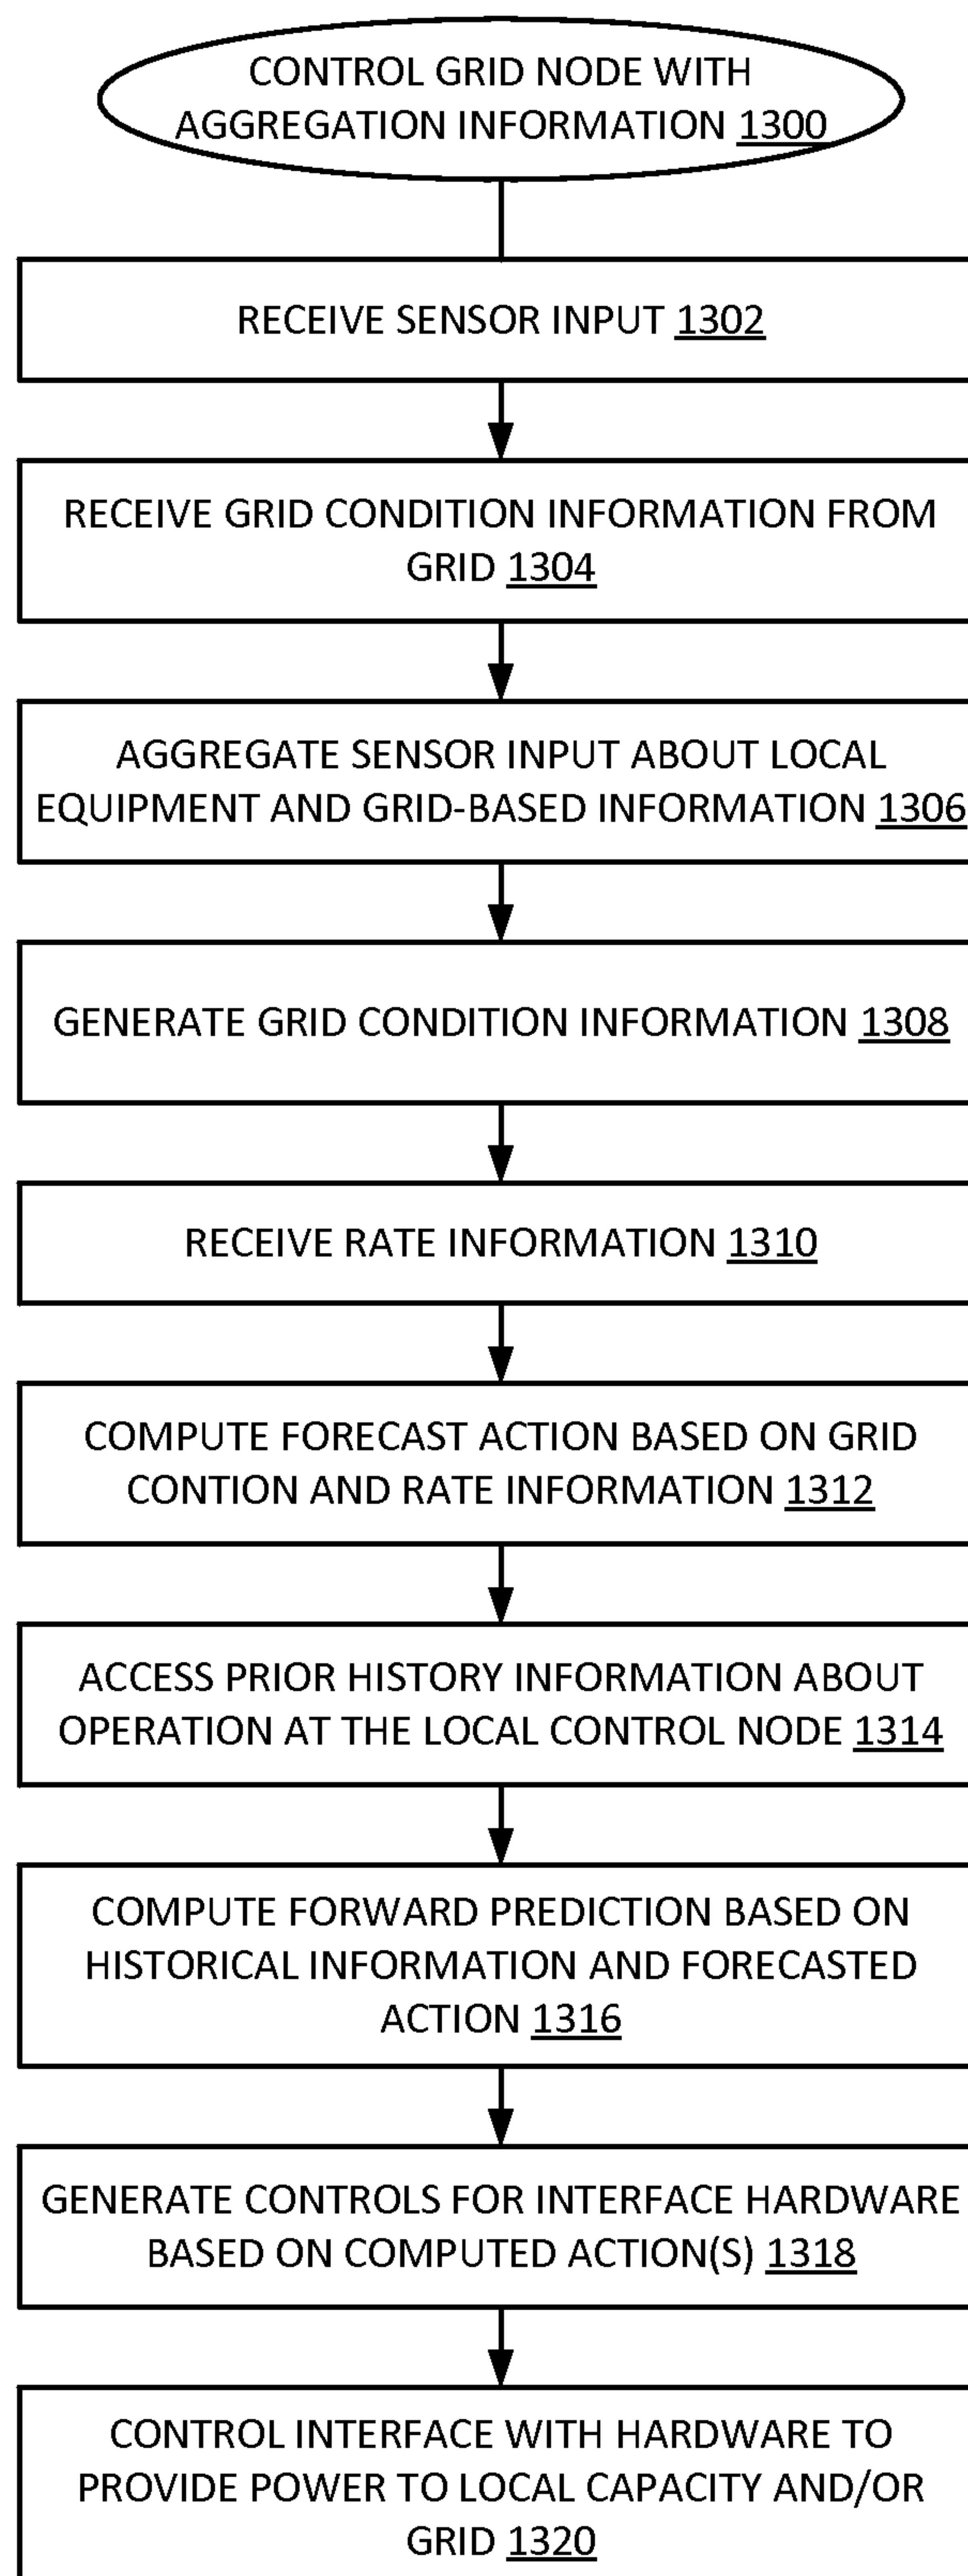 CONTROL GRID NODE WITH
AGGREGATION INFORMATION 1300
RECEIVE SENSOR INPUT 1302
RECEIVE GRID CONDITION INFORMATION FROM
GRID 1304
AGGREGATE SENSOR INPUT ABOUT LOCAL
EQUIPMENT AND GRID-BASED INFORMATION 1306
GENERATE GRID CONDITION INFORMATION 1308
RECEIVE RATE INFORMATION 1310
COMPUTE FORECAST ACTION BASED ON GRID
CONTION AND RATE INFORMATION 1312
ACCESS PRIOR HISTORY INFORMATION ABOUT
OPERATION AT THE LOCAL CONTROL NODE 1314
COMPUTE FORWARD PREDICTION BASED ON
HISTORICAL INFORMATION AND FORECASTED
ACTION 1316
GENERATE CONTROLS FOR INTERFACE HARDWARE
BASED ON COMPUTED ACTION(S) 1318
CONTROL INTERFACE WITH HARDWARE TO
PROVIDE POWER TO LOCAL CAPACITY AND/OR
GRID 1320